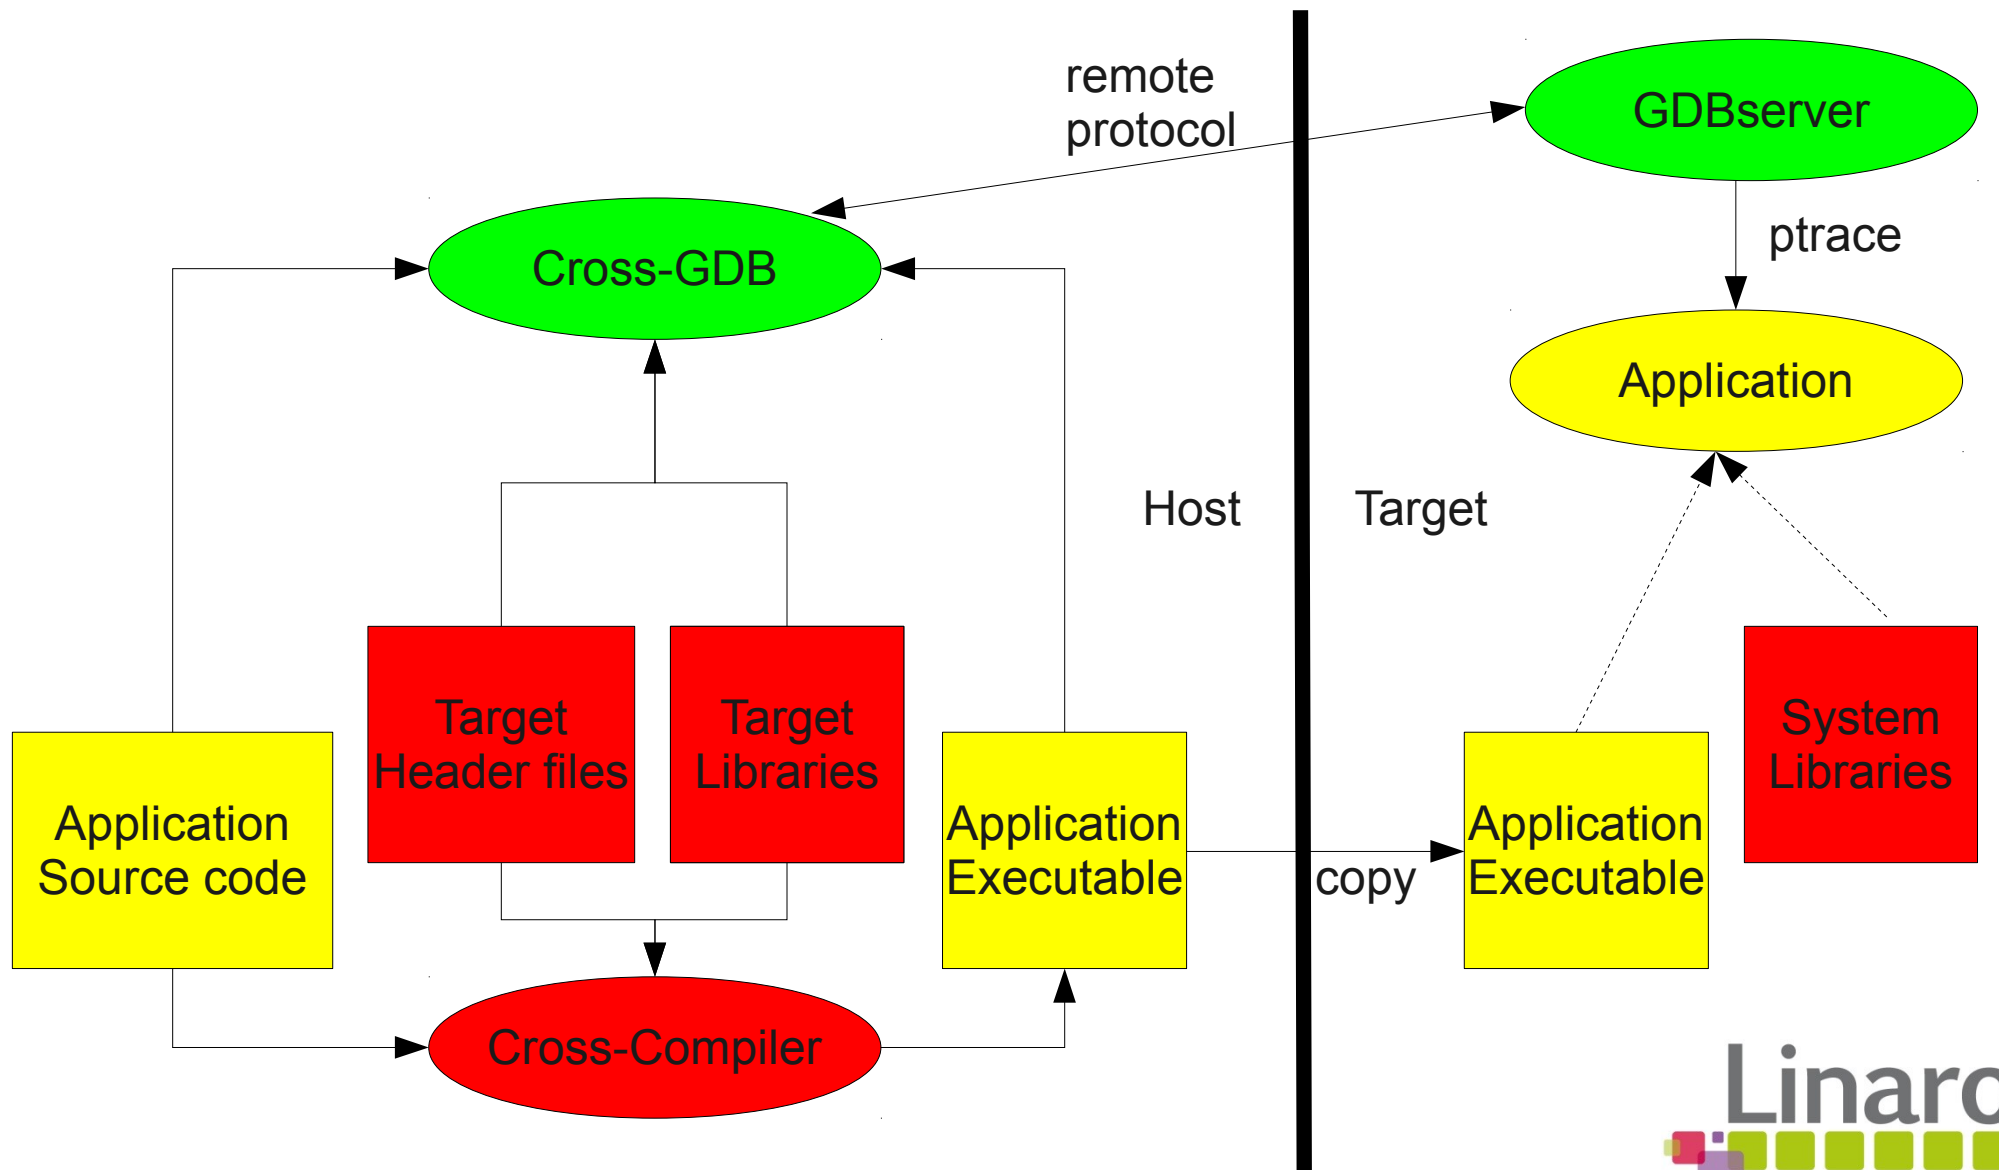 remote
protocol
GDBserver
Cross-GDB
ptrace
Application
Host
Target
Target
Header files
Target
Libraries
System
Libraries
Application
Source code
Application
Executable
copy
Application
Executable
Cross-Compiler
Linaro